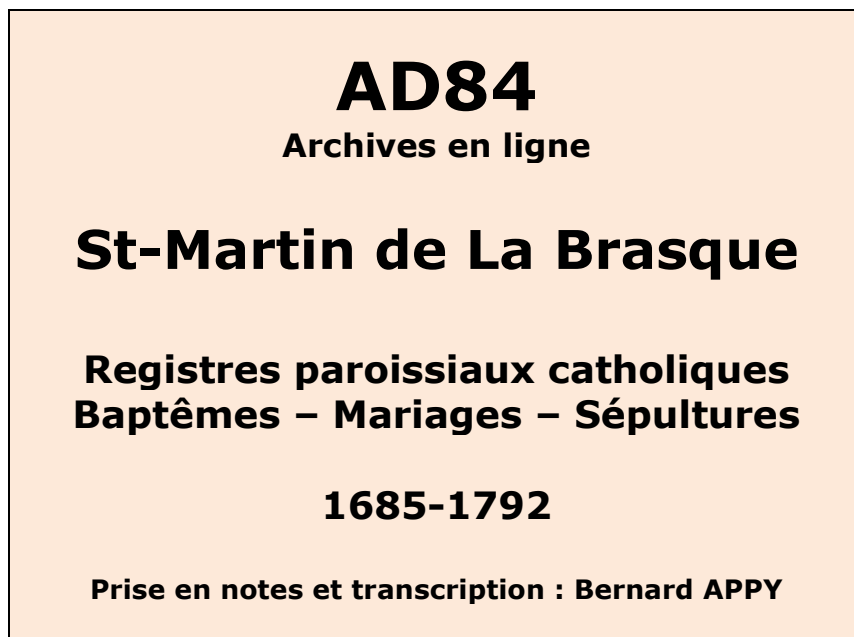 AD84
Archives en ligne
St-Martin de La Brasque
Registres paroissiaux catholiques
Baptêmes – Mariages – Sépultures
1685-1792
Prise en notes et transcription : Bernard APPY